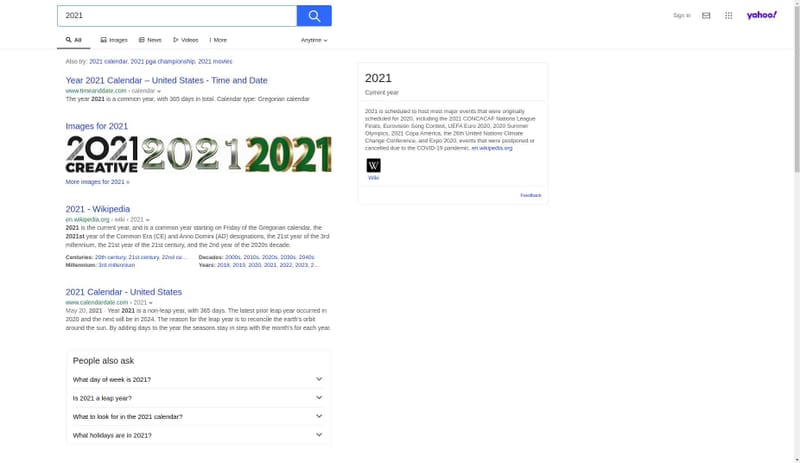 2021
Sign In
yahoo!
All
Images
News
Videos
More
Anytime
Also try: 2021 calendar, 2021 pga championship, 2021 movies
Year 2021 Calendar – United States - Time and Date
www.timeanddate.com › calendar
The year 2021 is a common year, with 365 days in total. Calendar type: Gregorian calendar
Images for 2021
2021
CREATIVE
2021
2021
More images for 2021 »
2021 - Wikipedia
en.wikipedia.org › wiki › 2021
2021 is the current year, and is a common year starting on Friday of the Gregorian calendar, the
2021st year of the Common Era (CE) and Anno Domini (AD) designations, the 21st year of the 3rd
millennium, the 21st year of the 21st century, and the 2nd year of the 2020s decade.
Centuries: 20th century, 21st century, 22nd ce...
Decades: 2000s, 2010s, 2020s, 2030s, 2040s
Millennium: 3rd millennium
Years: 2018, 2019, 2020, 2021, 2022, 2023, 2...
2021 Calendar - United States
www.calendardate.com › 2021
May 20, 2021 · Year 2021 is a non-leap year, with 365 days. The latest prior leap year occurred in
2020 and the next will be in 2024. The reason for the leap year is to reconcile the earth's orbit
around the sun. By adding days to the year the seasons stay in step with the month's for each year.
People also ask
What day of week is 2021?
Is 2021 a leap year?
What to look for in the 2021 calendar?
What holidays are in 2021?
2021
Current year
2021 is scheduled to host most major events that were originally
scheduled for 2020, including the 2021 CONCACAF Nations League
Finals, Eurovision Song Contest, UEFA Euro 2020, 2020 Summer
Olympics, 2021 Copa America, the 26th United Nations Climate
Change Conference, and Expo 2020, events that were postponed or
cancelled due to the COVID-19 pandemic. en.wikipedia.org
W
Wiki
Feedback